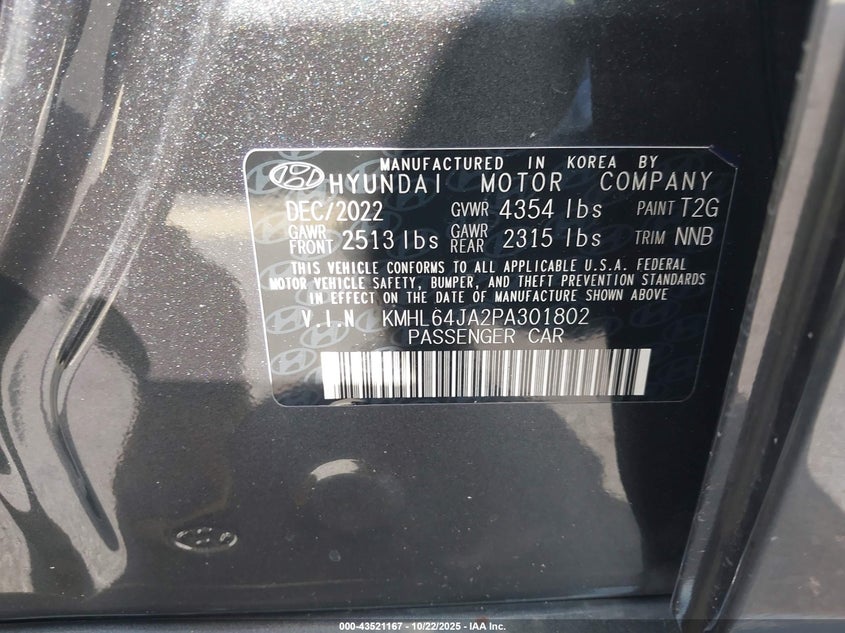 MANUFACTURED IN KOREA BY
HYUNDAI MOTOR COMPANY
DEC/2022 GVWR 4354 lbs PAINT T2G
GAWR FRONT 2513 lbs GAWR REAR 2315 lbs TRIM NNB
THIS VEHICLE CONFORMS TO ALL APPLICABLE U.S.A. FEDERAL
MOTOR VEHICLE SAFETY, BUMPER, AND THEFT PREVENTION STANDARDS
IN EFFECT ON THE DATE OF MANUFACTURE SHOWN ABOVE
V.I.N KMHL64JA2PA301802
PASSENGER CAR
000-43521167 - 10/22/2025 - IAA Inc.